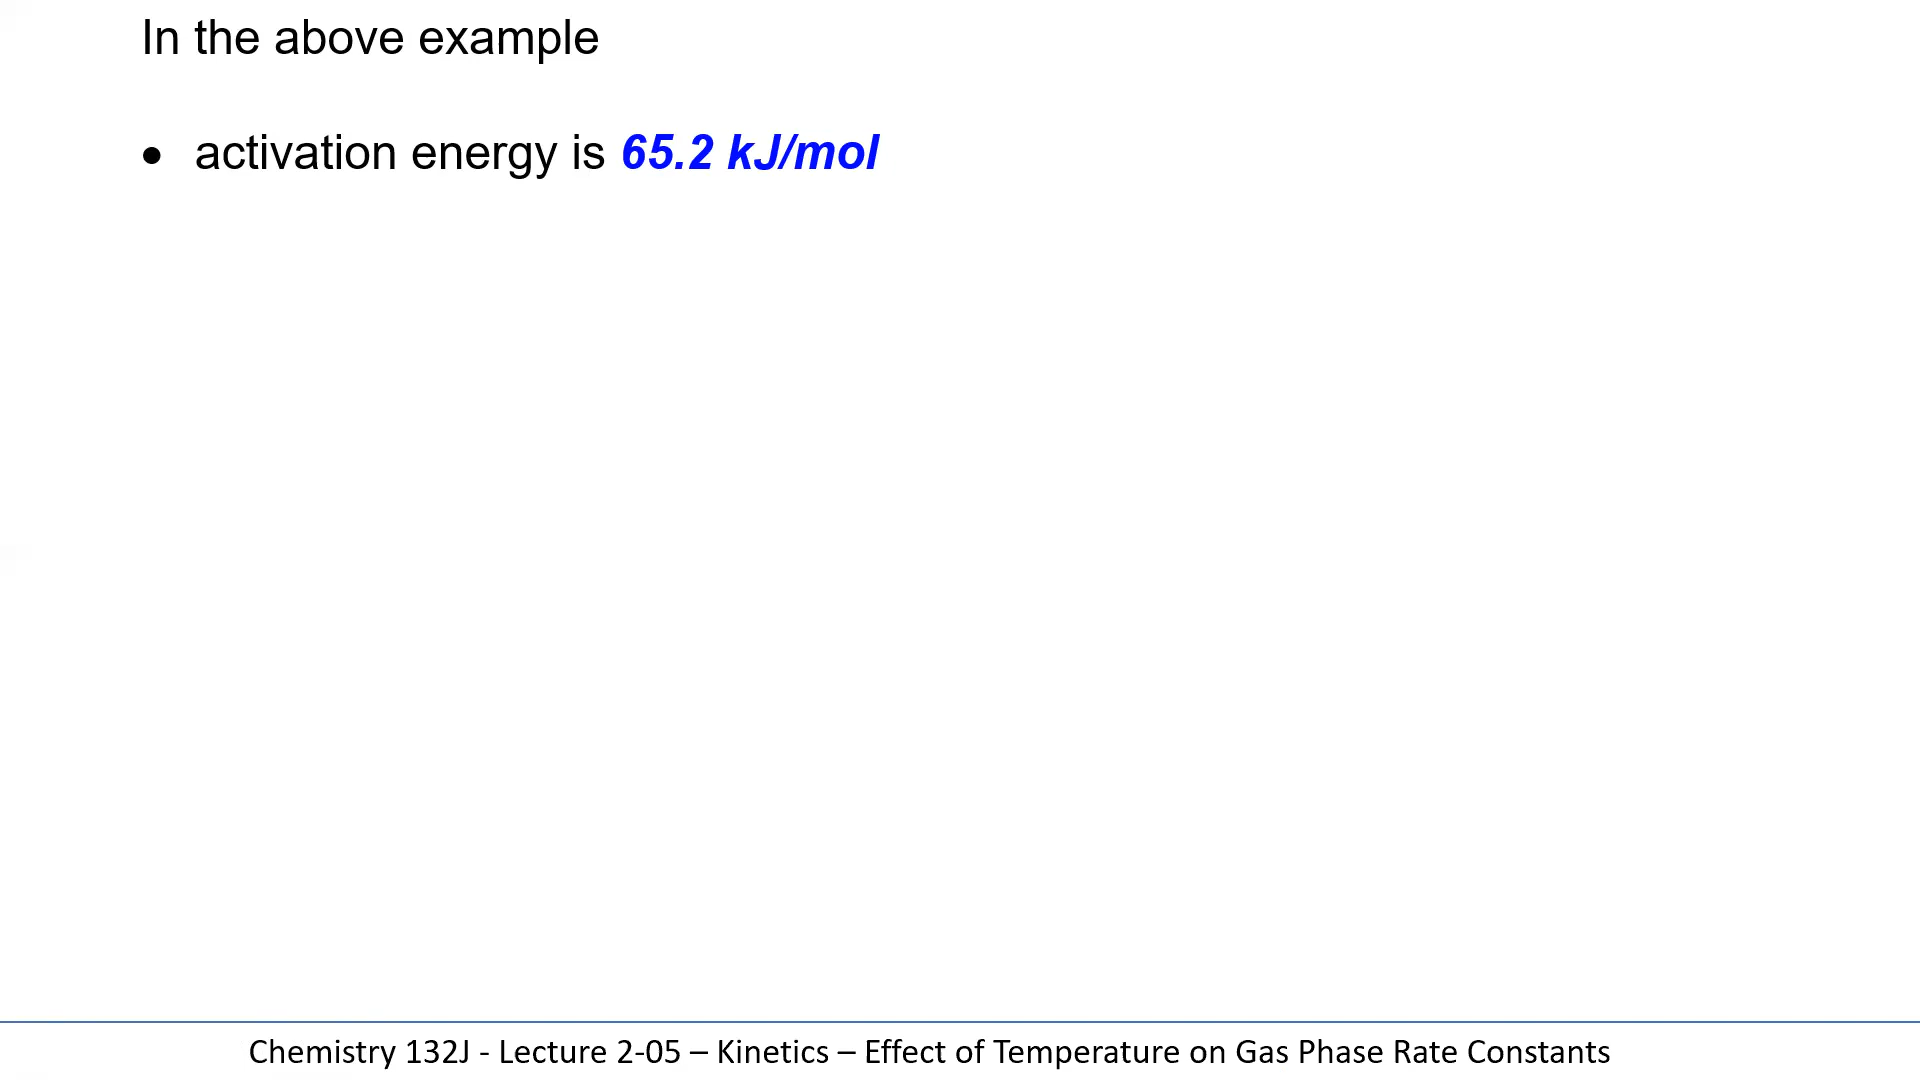 In the above example
• activation energy is 65.2 kJ/mol
Chemistry 132J - Lecture 2-05 – Kinetics – Effect of Temperature on Gas Phase Rate Constants